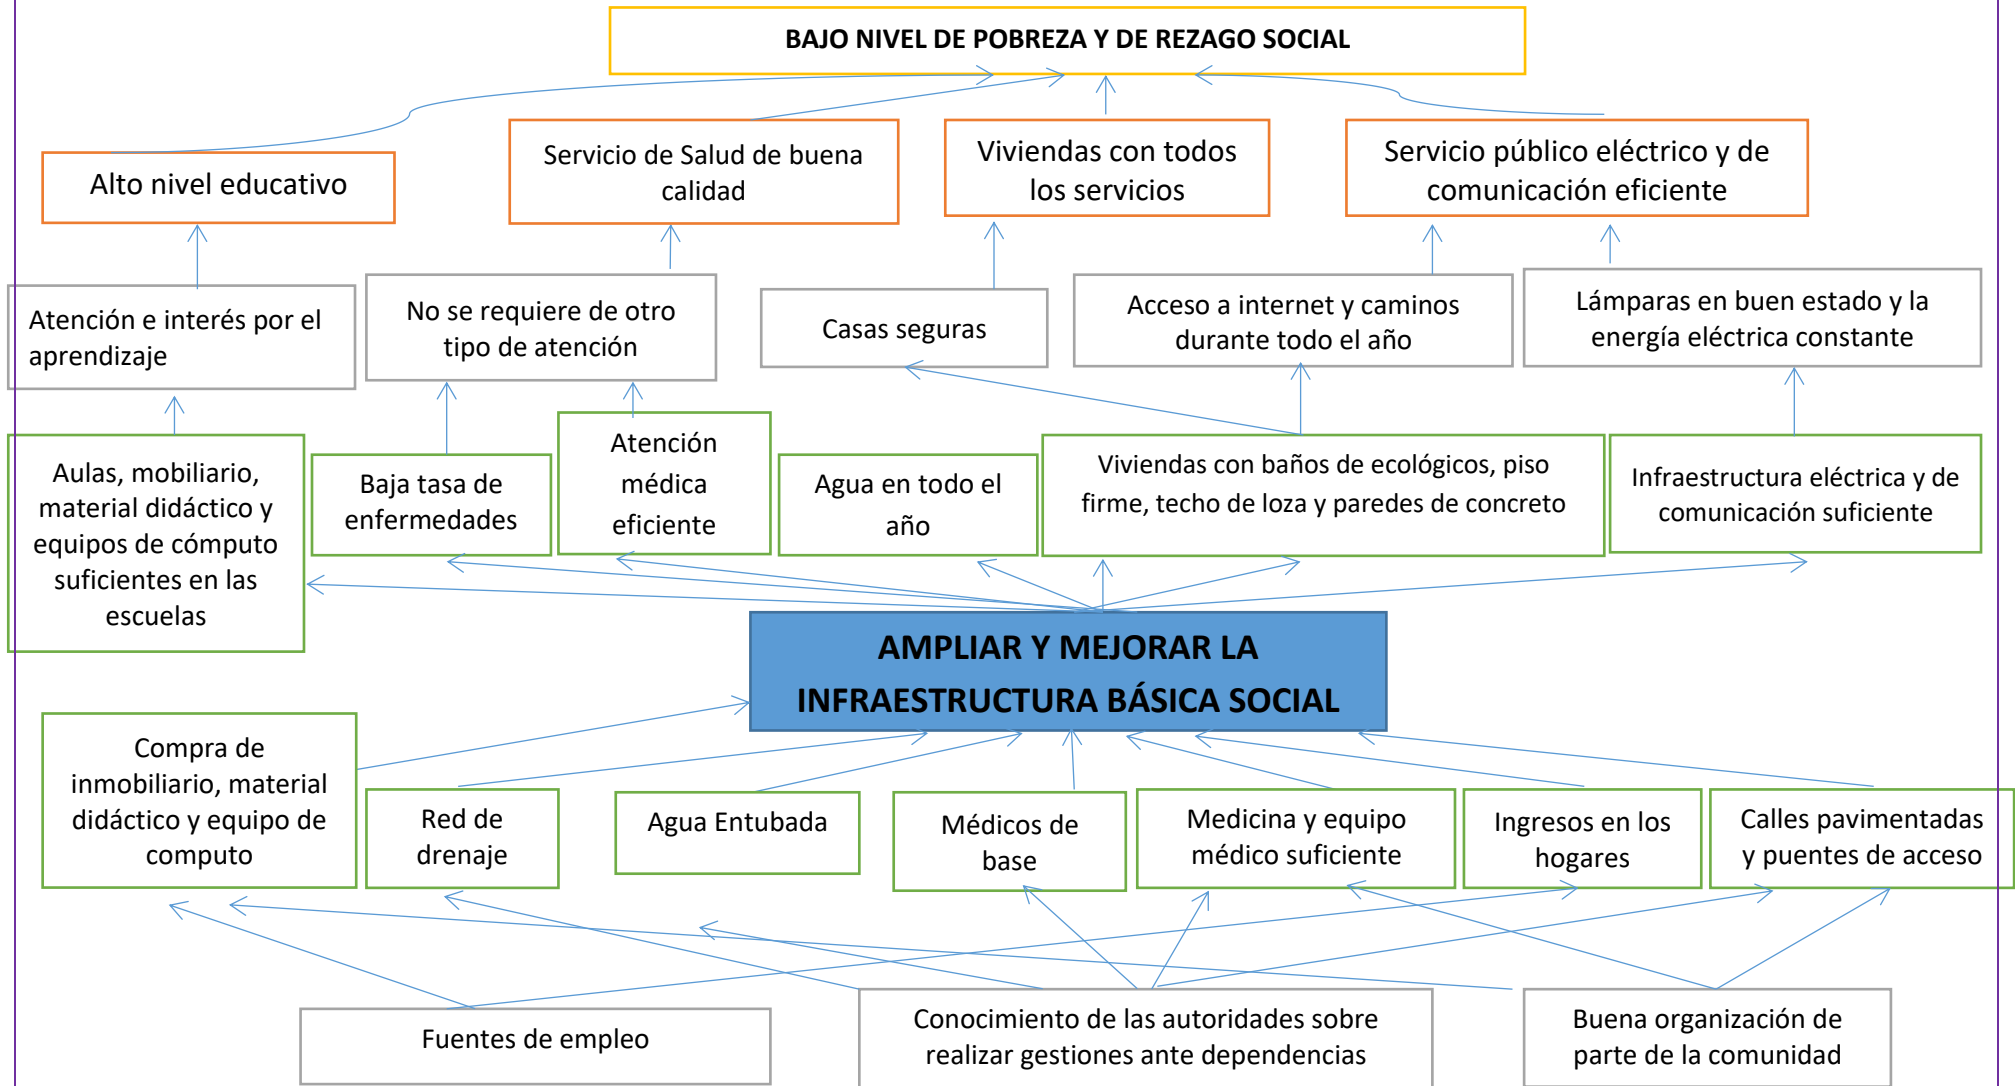 BAJO NIVEL DE POBREZA Y DE REZAGO SOCIAL
Alto nivel educativo
Servicio de Salud de buena
calidad
Viviendas con todos
los servicios
Servicio público eléctrico y de
comunicación eficiente
Atención e interés por el
aprendizaje
No se requiere de otro
tipo de atención
Casas seguras
Acceso a internet y caminos
durante todo el año
Lámparas en buen estado y la
energía eléctrica constante
Aulas, mobiliario,
material didáctico y
equipos de cómputo
suficientes en las
escuelas
Baja tasa de
enfermedades
Atención
médica
eficiente
Agua en todo el
año
Viviendas con baños de ecológicos, piso
firme, techo de loza y paredes de concreto
Infraestructura eléctrica y de
comunicación suficiente
AMPLIAR Y MEJORAR LA
INFRAESTRUCTURA BÁSICA SOCIAL
Compra de
inmobiliario, material
didáctico y equipo de
computo
Red de
drenaje
Agua Entubada
Médicos de
base
Medicina y equipo
médico suficiente
Ingresos en los
hogares
Calles pavimentadas
y puentes de acceso
Fuentes de empleo
Conocimiento de las autoridades sobre
realizar gestiones ante dependencias
Buena organización de
parte de la comunidad